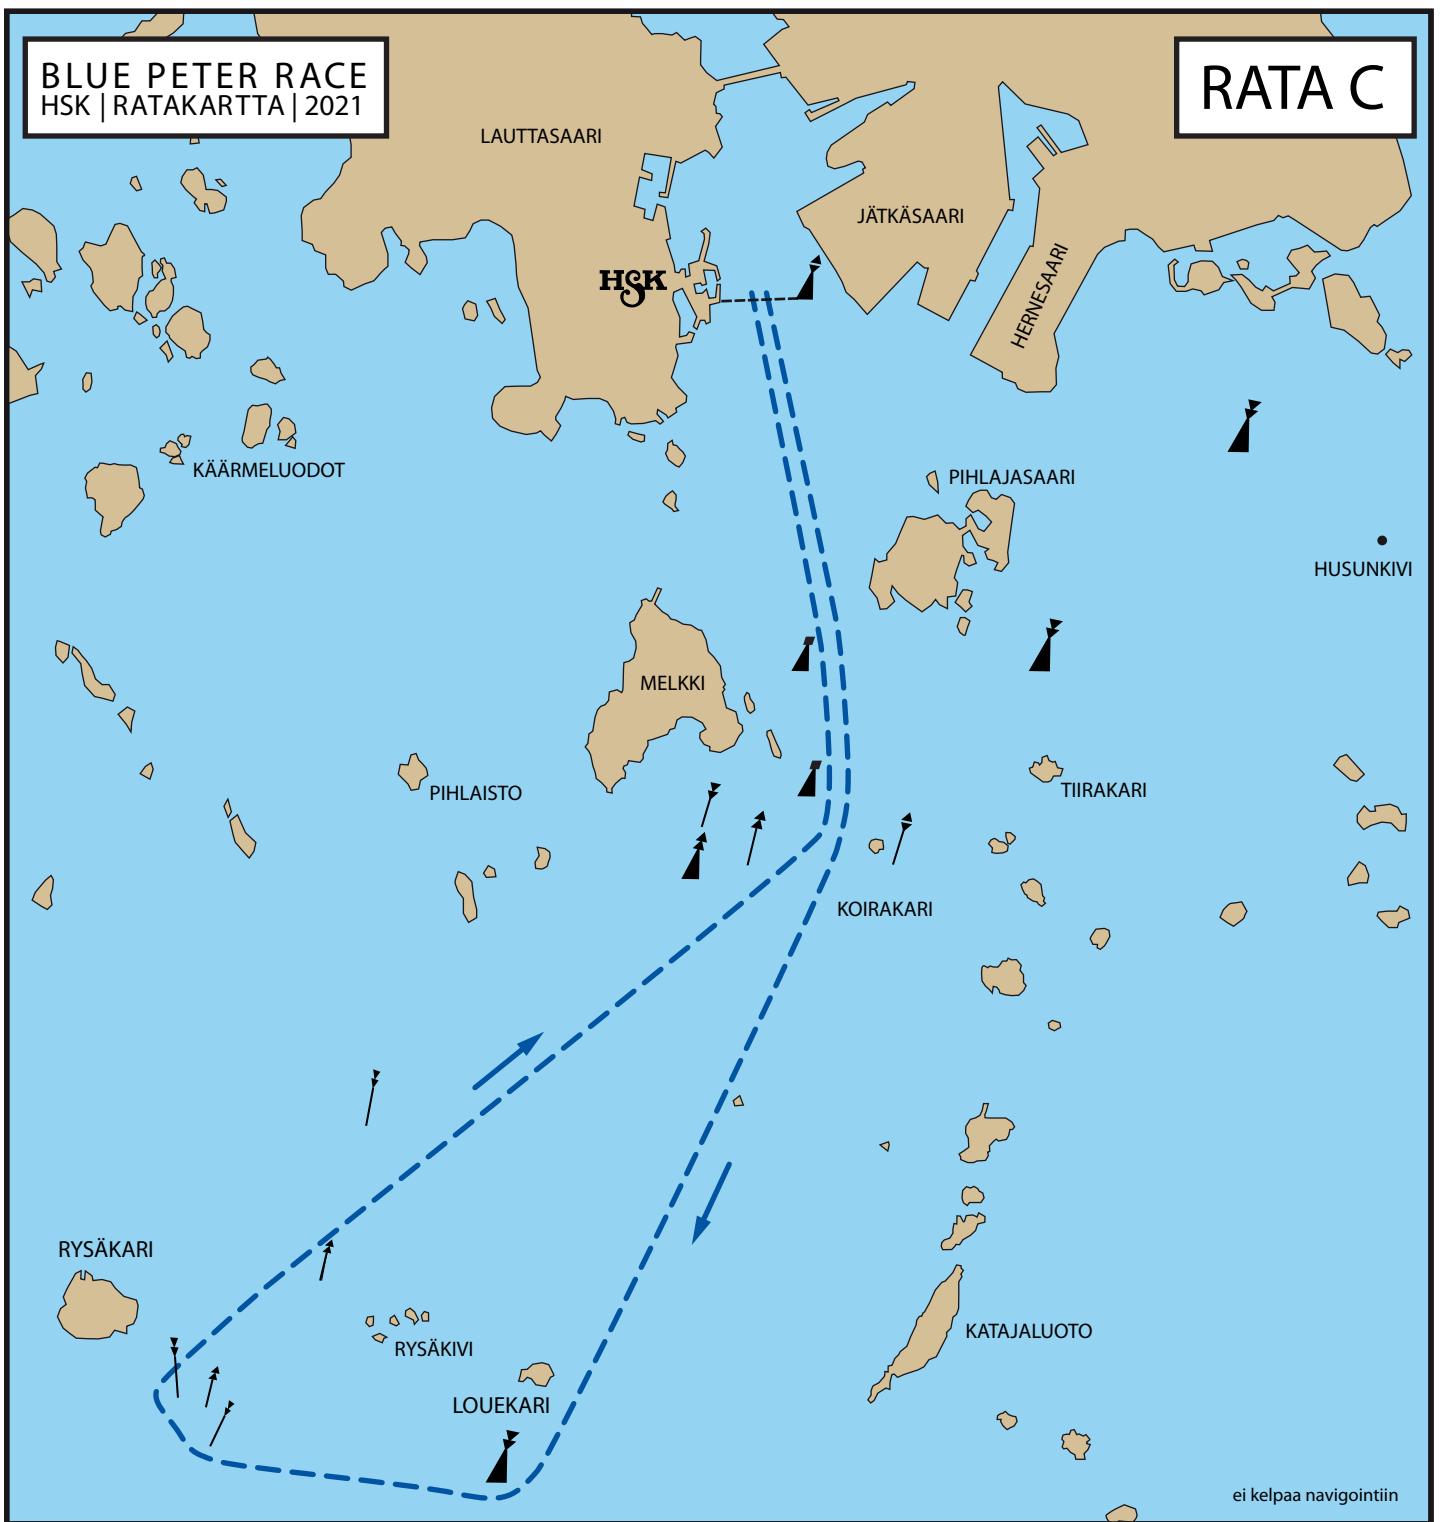 BLUE PETER RACE
HSK | RATAKARTTA | 2021
RATA C
LAUTTASAARI
JÄTKÄSAARI
HERNESAARI
HSK
KÄÄRMELUODOT
PIHLAJASAARI
HUSUNKIVI
MELKKI
PIHLAISTO
TIIRAKARI
KOIRAKARI
RYSÄKARI
RYSÄKIVI
KATAJALUOTO
LOUEKARI
ei kelpaa navigointiin